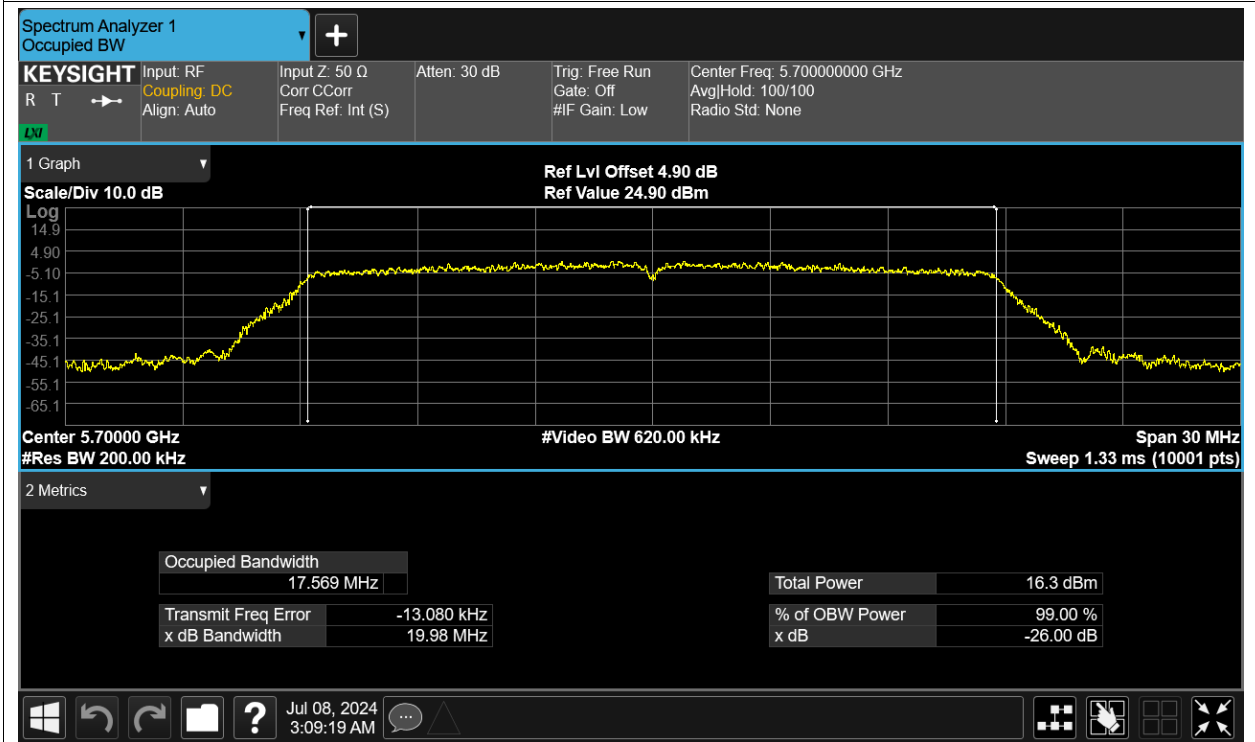 Spectrum Analyzer 1
Occupied BW
KEYSIGHT
R T
LXI
Input: RF
Coupling: DC
Align: Auto
Input Z: 50 Ω
Corr CCorr
Freq Ref: Int (S)
Atten: 30 dB
Trig: Free Run
Gate: Off
#IF Gain: Low
Center Freq: 5.700000000 GHz
Avg|Hold: 100/100
Radio Std: None
1 Graph
Scale/Div 10.0 dB
Ref Lvl Offset 4.90 dB
Ref Value 24.90 dBm
Log
14.9
4.90
-5.10
-15.1
-25.1
-35.1
-45.1
-55.1
-65.1
Center 5.70000 GHz
#Video BW 620.00 kHz
Span 30 MHz
#Res BW 200.00 kHz
Sweep 1.33 ms (10001 pts)
2 Metrics
Occupied Bandwidth
17.569 MHz
Transmit Freq Error -13.080 kHz
x dB Bandwidth 19.98 MHz
Total Power 16.3 dBm
% of OBW Power 99.00 %
x dB -26.00 dB
?
Jul 08, 2024
3:09:19 AM